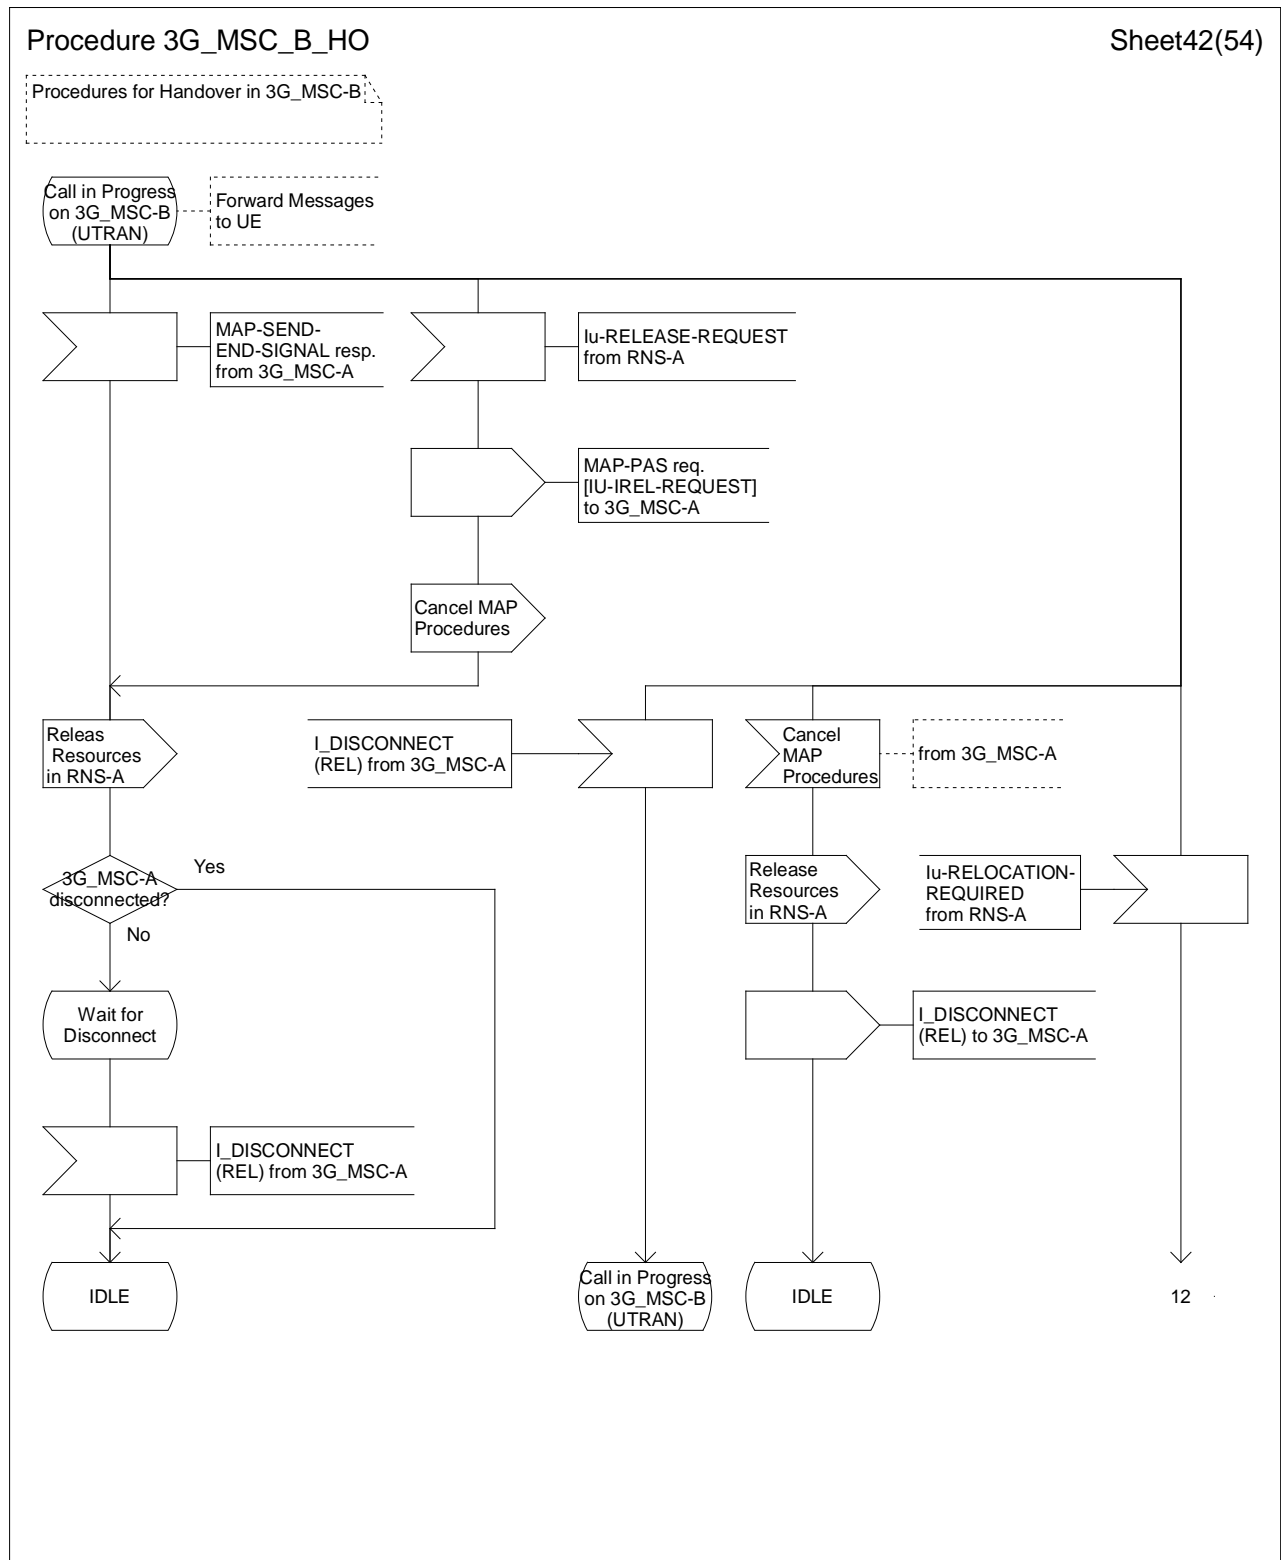 Procedure 3G_MSC_B_HO
Sheet42(54)
Procedures for Handover in 3G_MSC-B
Call in Progress
on 3G_MSC-B
(UTRAN)
Forward Messages
to UE
MAP-SEND-
END-SIGNAL resp.
from 3G_MSC-A
Iu-RELEASE-REQUEST
from RNS-A
MAP-PAS req.
[IU-IREL-REQUEST]
to 3G_MSC-A
Cancel MAP
Procedures
Releas
Resources
in RNS-A
I_DISCONNECT
(REL) from 3G_MSC-A
Cancel
MAP
Procedures
from 3G_MSC-A
3G_MSC-A
disconnected?
Yes
No
Release
Resources
in RNS-A
Iu-RELOCATION-
REQUIRED
from RNS-A
Wait for
Disconnect
I_DISCONNECT
(REL) to 3G_MSC-A
I_DISCONNECT
(REL) from 3G_MSC-A
IDLE
Call in Progress
on 3G_MSC-B
(UTRAN)
IDLE
12